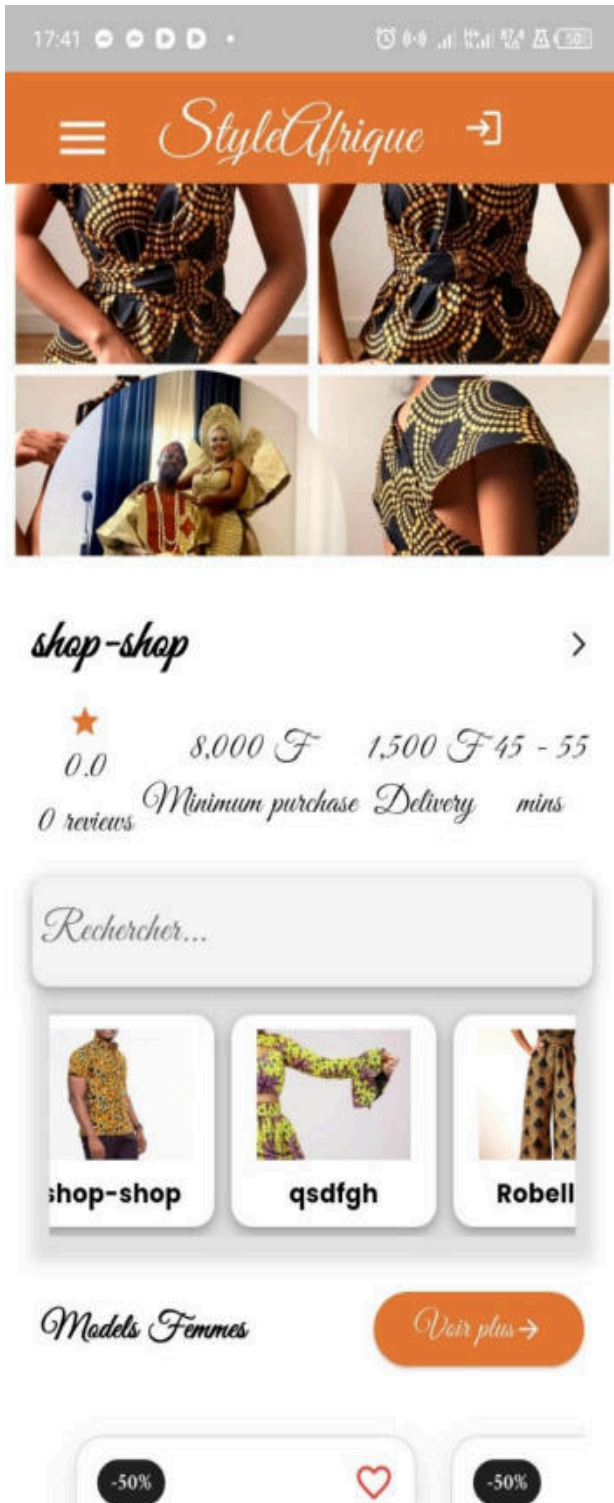 17:41
50
StyleAfrique
shop-shop
0.0
0 reviews
8,000 F
Minimum purchase
1,500 F
Delivery
45 - 55
mins
Rechercher...
shop-shop
qsdfgh
Robell
Models Femmes
Voir plus→
-50%
-50%